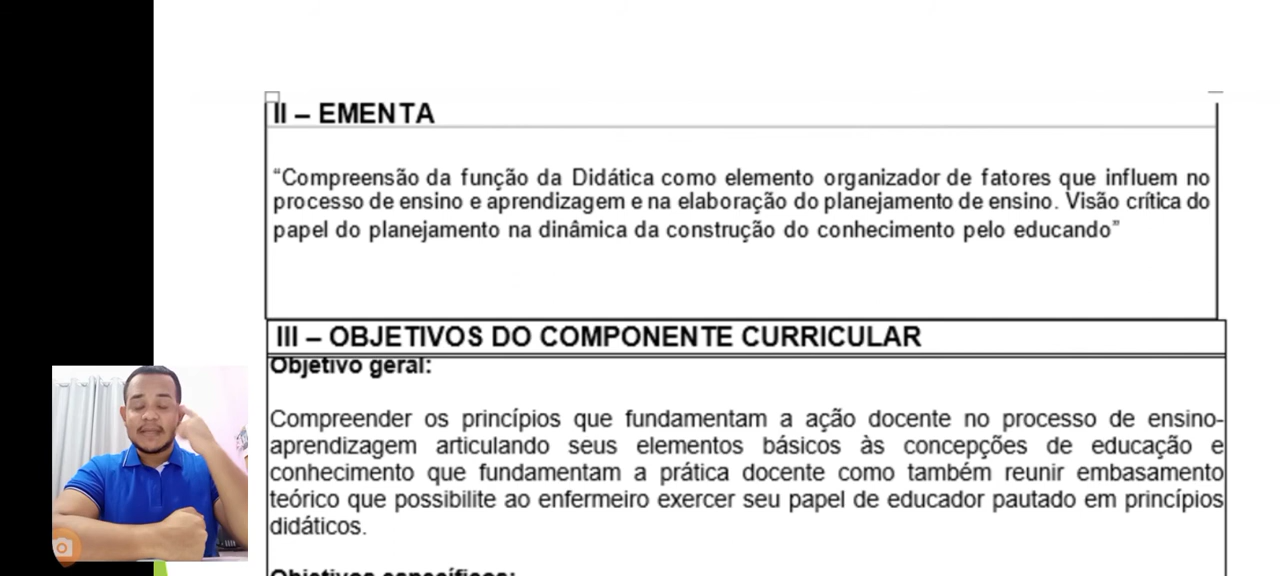 II – EMENTA
“Compreensão da função da Didática como elemento organizador de fatores que influem no
processo de ensino e aprendizagem e na elaboração do planejamento de ensino. Visão crítica do
papel do planejamento na dinâmica da construção do conhecimento pelo educando”
III – OBJETIVOS DO COMPONENTE CURRICULAR
Objetivo geral:
Compreender os princípios que fundamentam a ação docente no processo de ensino-
aprendizagem articulando seus elementos básicos às concepções de educação e
conhecimento que fundamentam a prática docente como também reunir embasamento
teórico que possibilite ao enfermeiro exercer seu papel de educador pautado em princípios
didáticos.
Objetivos específicos: